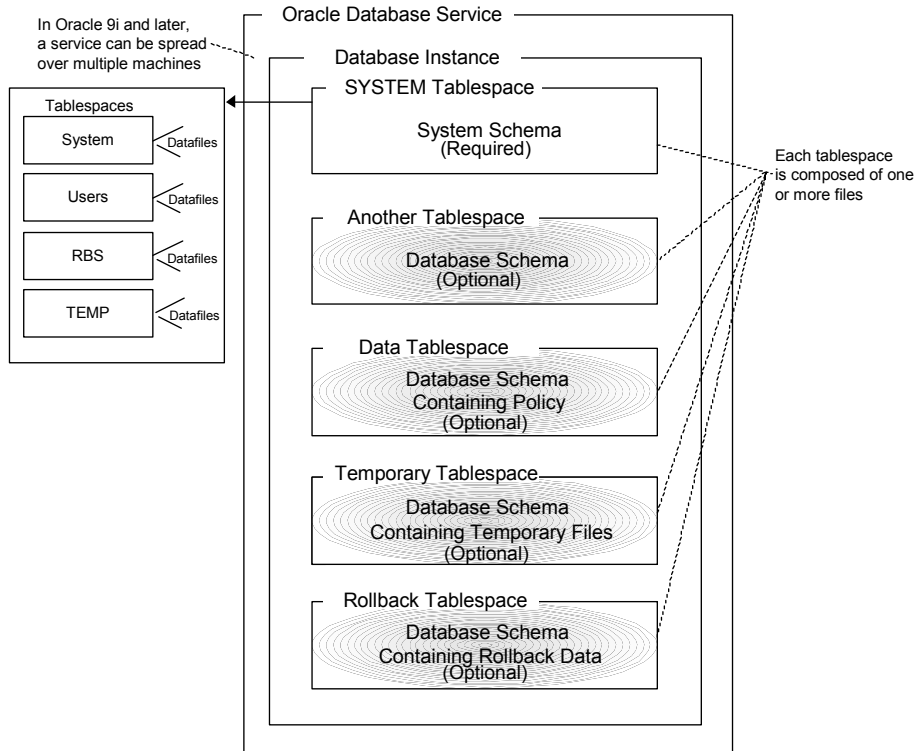 Oracle Database Service
In Oracle 9i and later,
a service can be spread
over multiple machines
Database Instance
SYSTEM Tablespace
System Schema
(Required)
Tablespaces
System
Datafiles
Users
Datafiles
RBS
Datafiles
TEMP
Datafiles
Each tablespace
is composed of one
or more files
Another Tablespace
Database Schema
(Optional)
Data Tablespace
Database Schema
Containing Policy
(Optional)
Temporary Tablespace
Database Schema
Containing Temporary Files
(Optional)
Rollback Tablespace
Database Schema
Containing Rollback Data
(Optional)